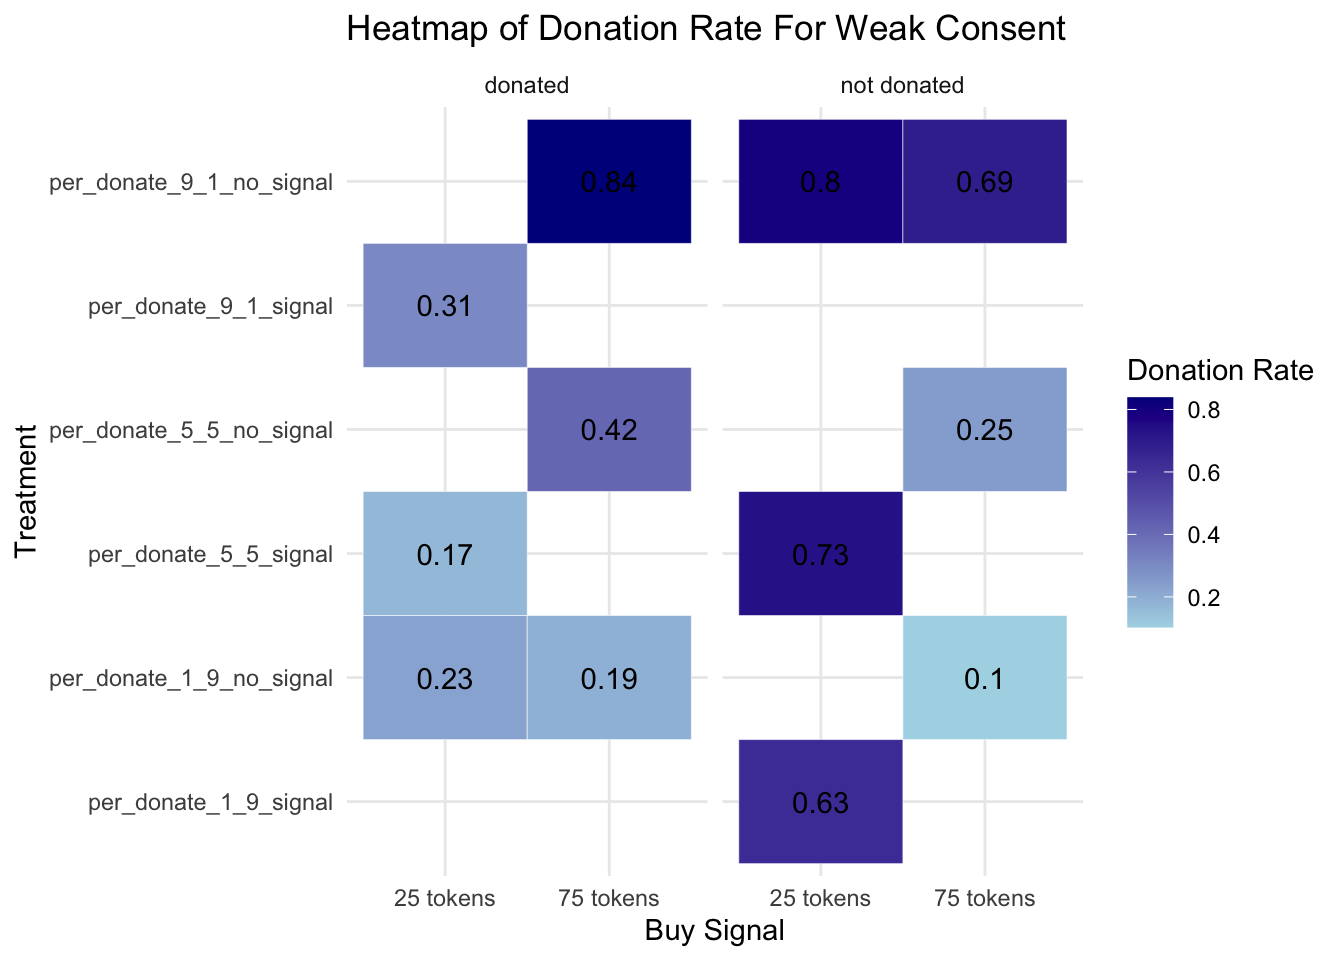 Heatmap of Donation Rate For Weak Consent
donated
not donated
per_donate_9_1_no_signal
0.84
0.8
0.69
per_donate_9_1_signal
0.31
per_donate_5_5_no_signal
0.42
0.25
per_donate_5_5_signal
0.17
0.73
per_donate_1_9_no_signal
0.23
0.19
0.1
per_donate_1_9_signal
0.63
25 tokens
75 tokens
25 tokens
75 tokens
Buy Signal
Treatment
Donation Rate
0.8
0.6
0.4
0.2